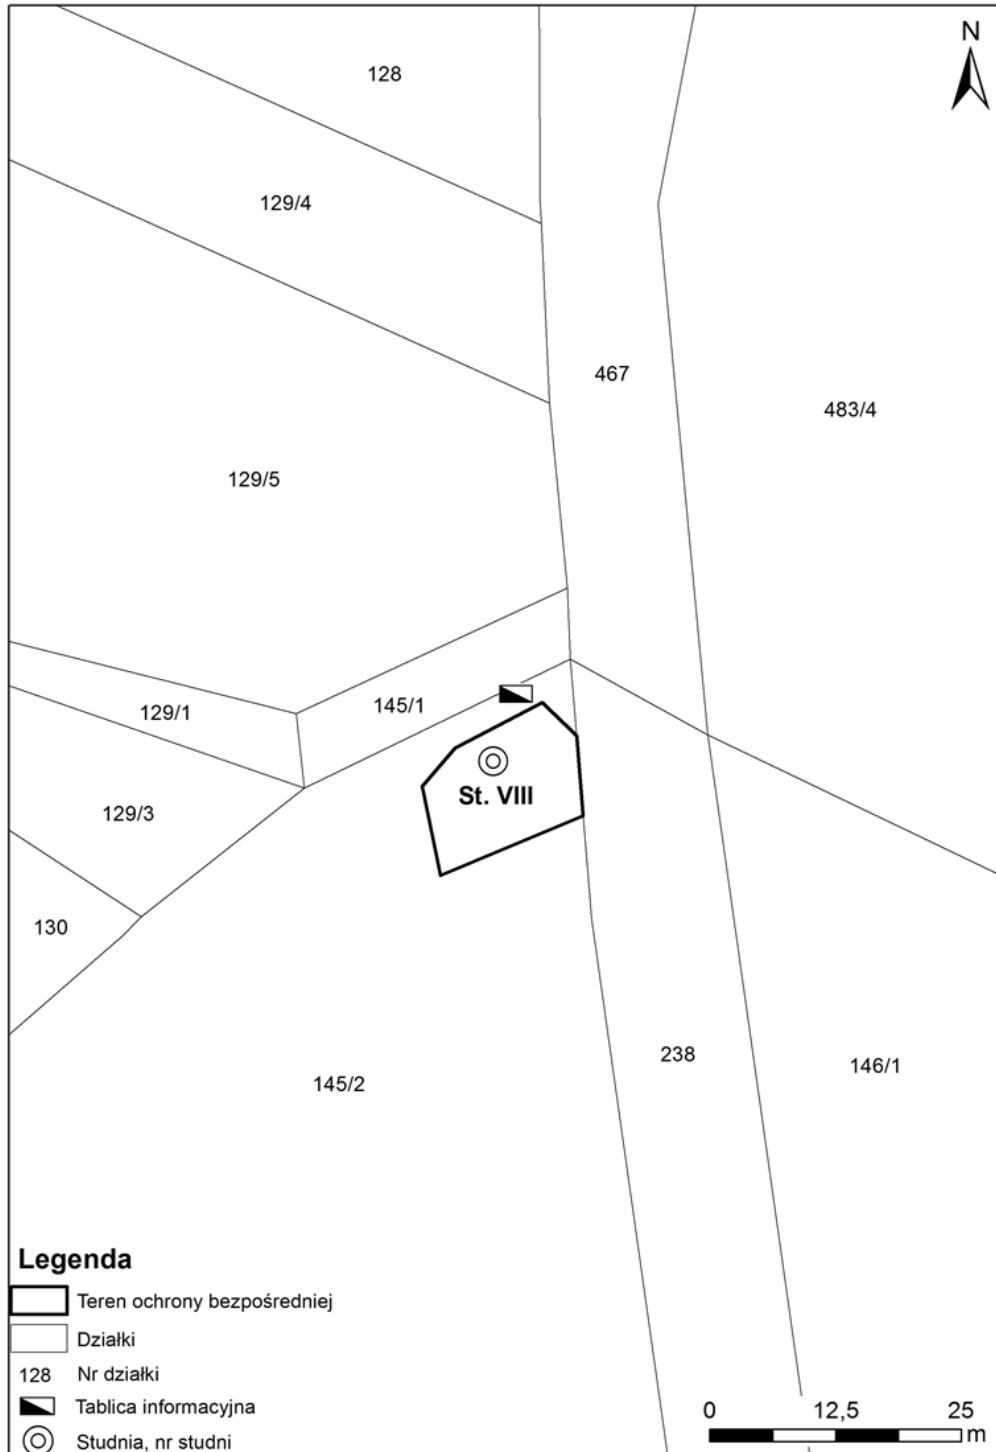 N
128
129/4
467
483/4
129/5
145/1
129/1
St. VIII
129/3
130
238
146/1
145/2
Legenda
Teren ochrony bezpośredniej
Działki
128 Nr działki
Tablica informacyjna
Studnia, nr studni
0 12,5 25
m